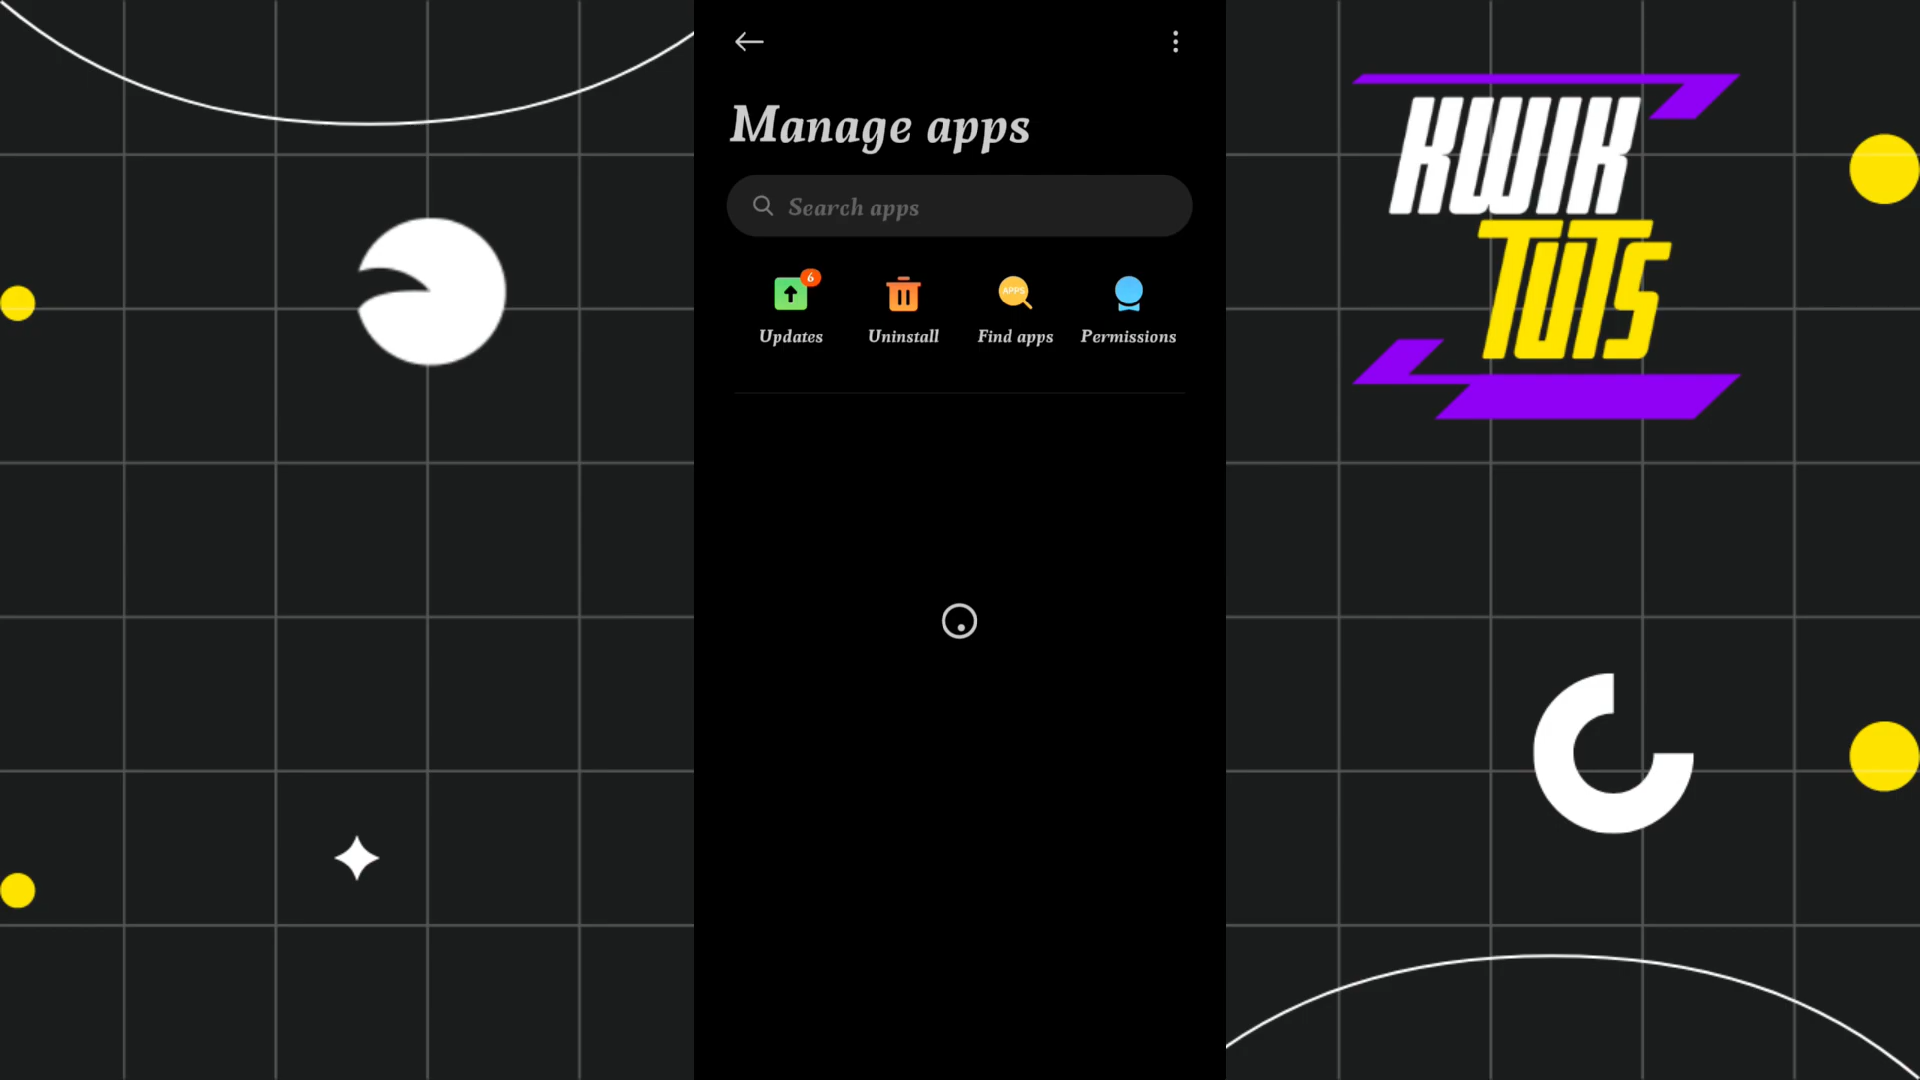 Manage apps
Search apps
6
APPS
Updates
Uninstall
Find apps
Permissions
KWIK
TUTS